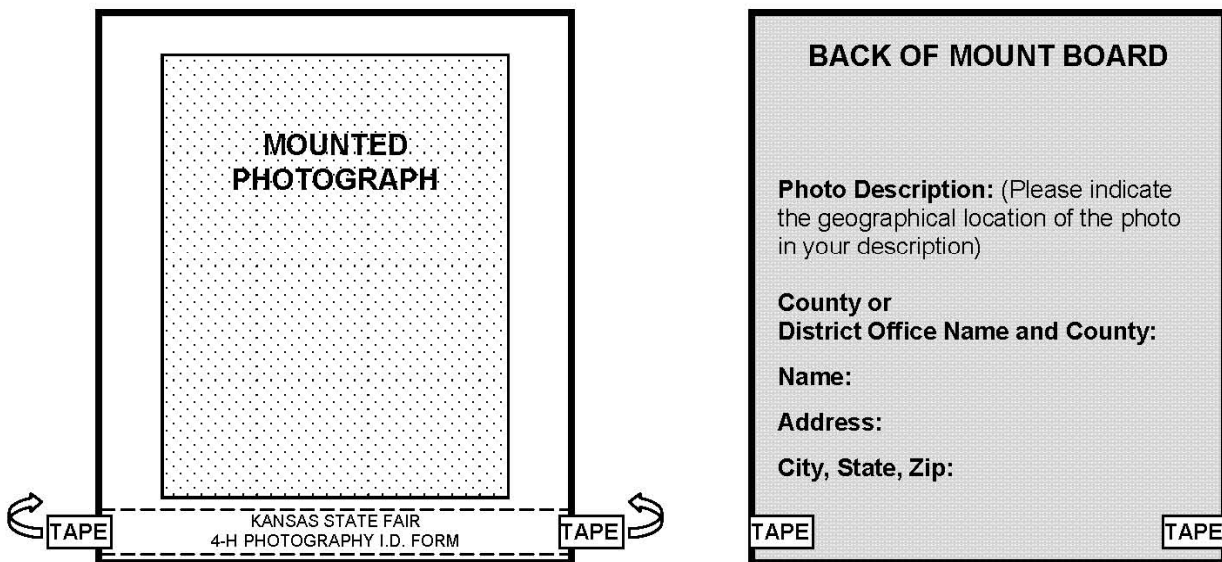 MOUNTED
PHOTOGRAPH
TAPE
KANSAS STATE FAIR
4-H PHOTOGRAPHY I.D. FORM
TAPE
BACK OF MOUNT BOARD
Photo Description: (Please indicate
the geographical location of the photo
in your description)
County or
District Office Name and County:
Name:
Address:
City, State, Zip:
TAPE
TAPE